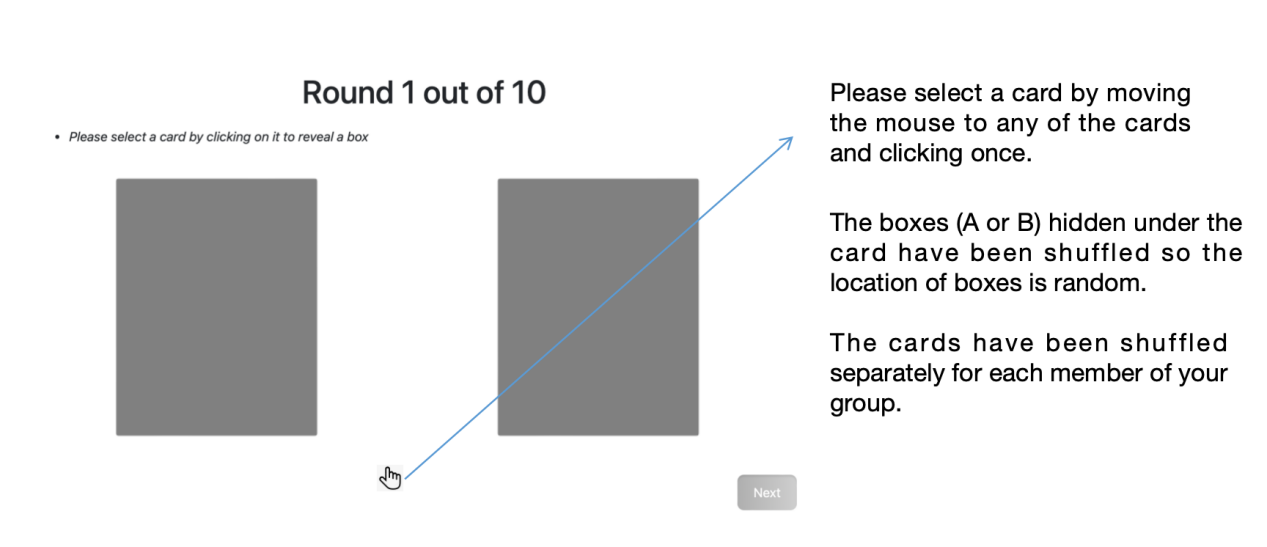 Round 1 out of 10
• Please select a card by clicking on it to reveal a box
Next
Please select a card by moving
the mouse to any of the cards
and clicking once.
The boxes (A or B) hidden under the
card have been shuffled so the
location of boxes is random.
The cards have been shuffled
separately for each member of your
group.